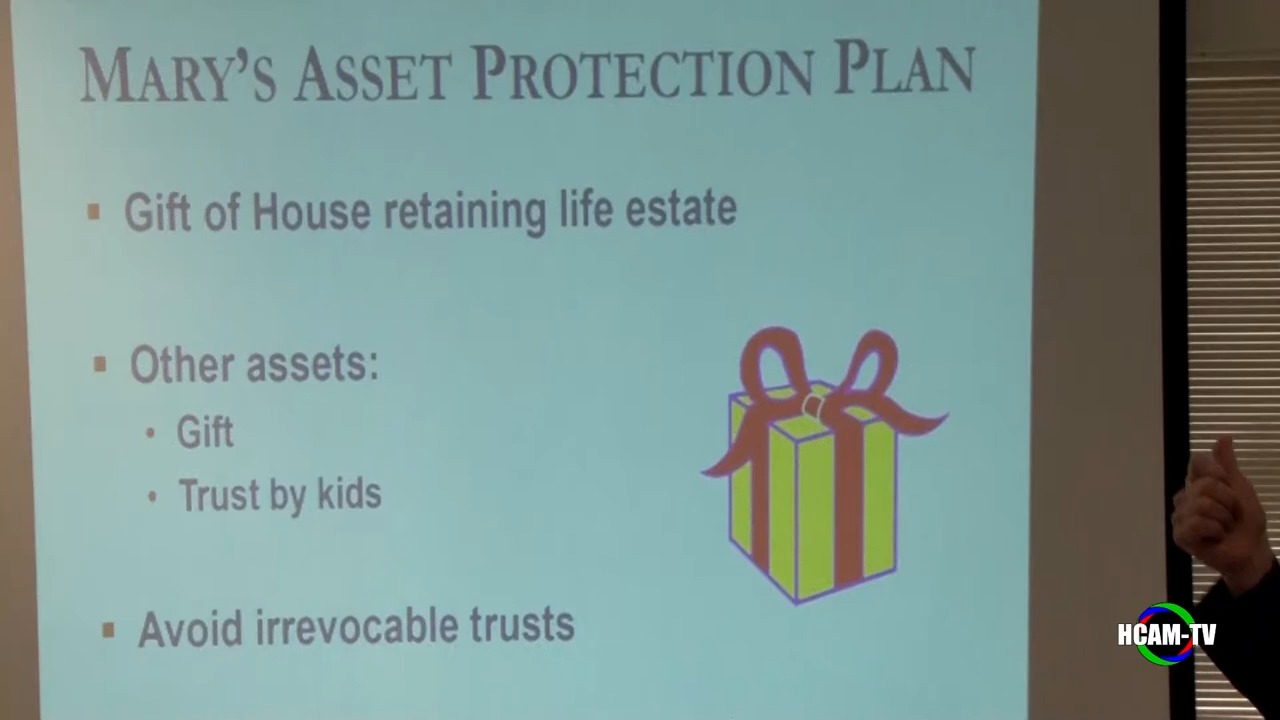 MARY'S ASSET PROTECTION PLAN
▪ Gift of House retaining life estate
▪ Other assets:
• Gift
• Trust by kids
▪ Avoid irrevocable trusts
HCAM-TV